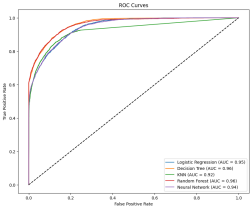 ROC Curves
1.0
0.8
0.6
0.4
0.2
0.0
True Positive Rate
Logistic Regression (AUC = 0.95)
Decision Tree (AUC = 0.96)
KNN (AUC = 0.92)
Random Forest (AUC = 0.96)
Neural Network (AUC = 0.94)
0.0 0.2 0.4 0.6 0.8 1.0
False Positive Rate